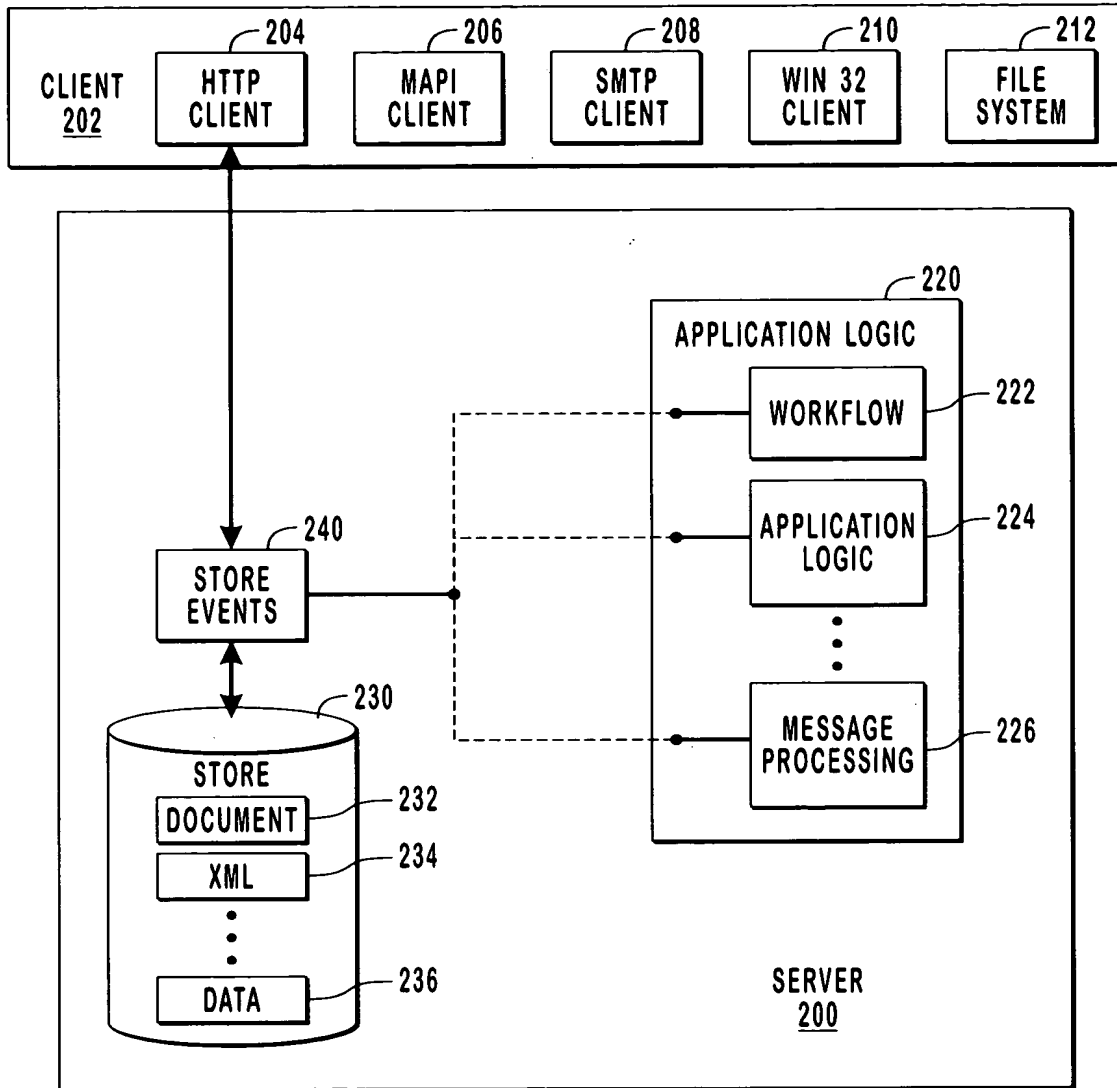 204
206
208
210
212
CLIENT
202
HTTP
CLIENT
MAPI
CLIENT
SMTP
CLIENT
WIN 32
CLIENT
FILE
SYSTEM
220
APPLICATION LOGIC
WORKFLOW
222
APPLICATION
LOGIC
224
MESSAGE
PROCESSING
226
240
STORE
EVENTS
230
STORE
DOCUMENT
232
XML
234
DATA
236
SERVER
200